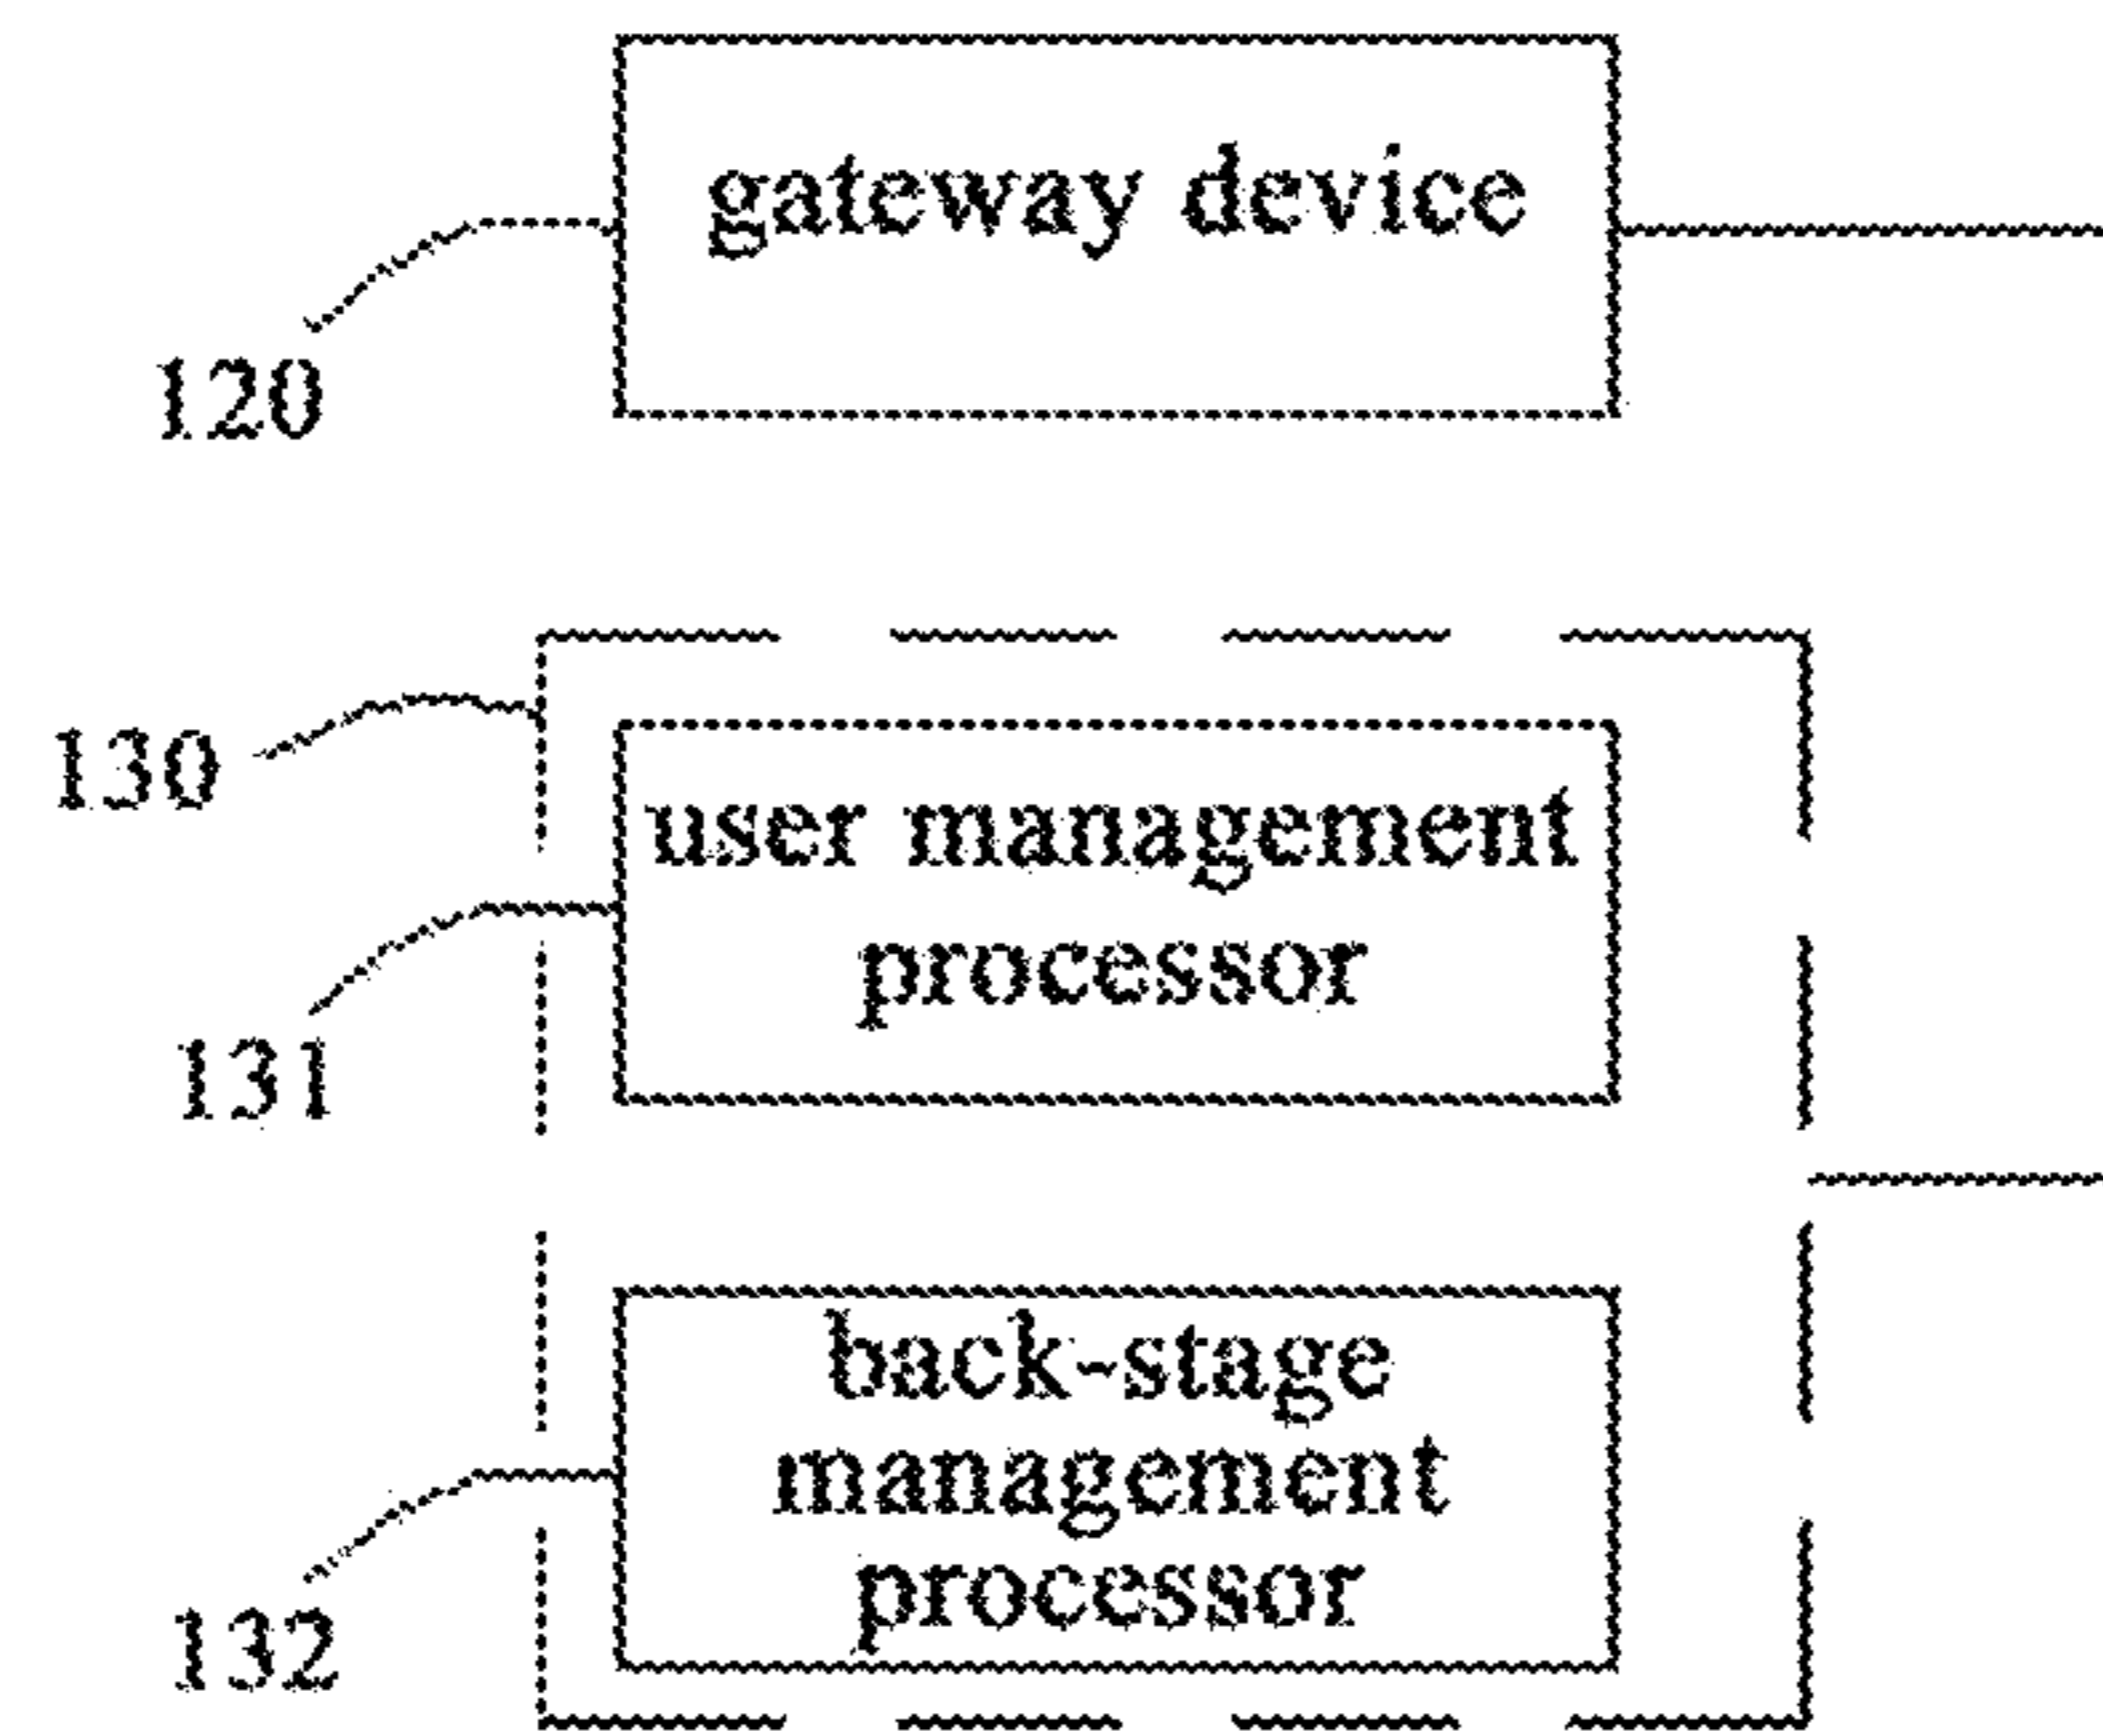 gateway device
120
130
user management
processor
131
back-stage
management
processor
132